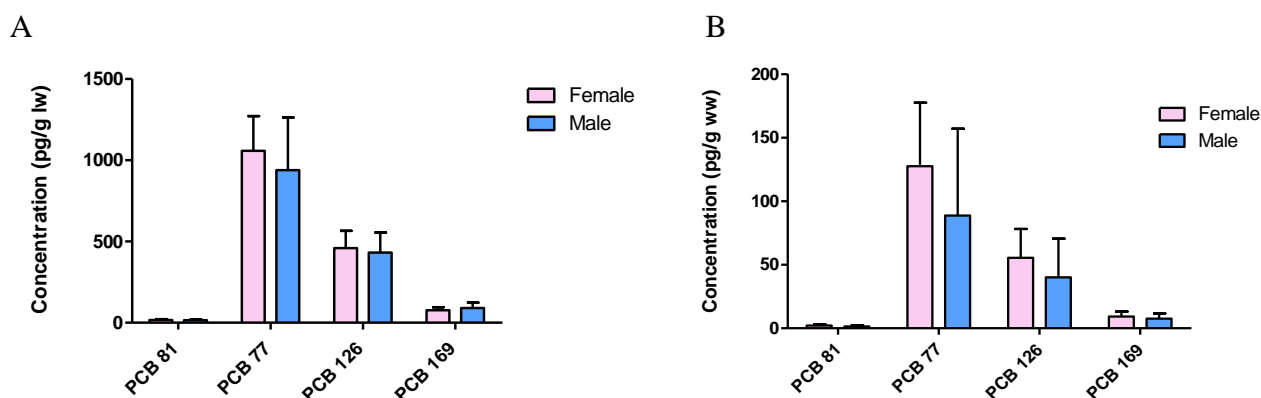 A
Concentration (pg/g lw)
1500
1000
500
0
PCB 81
PCB 77
PCB 126
PCB 169
Female
Male
B
Concentration (pg/g ww)
200
150
100
50
0
PCB 81
PCB 77
PCB 126
PCB 169
Female
Male